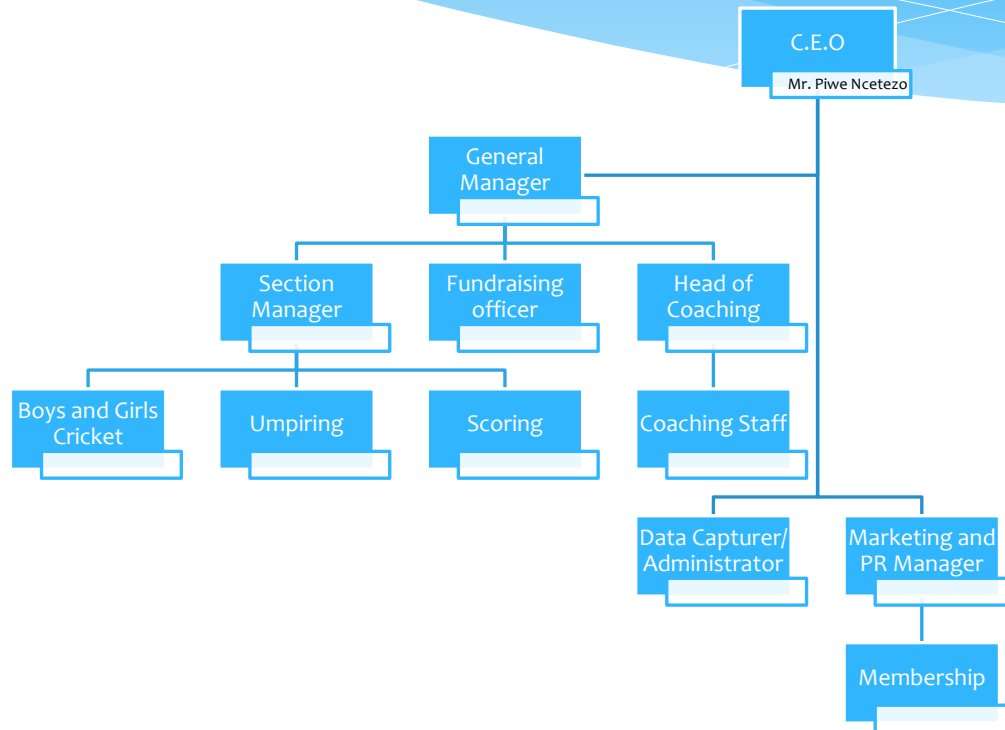 C.E.O
Mr. Piwe Ncetezo
General
Manager
Section
Manager
Fundraising
officer
Head of
Coaching
Boys and Girls
Cricket
Umpiring
Scoring
Coaching Staff
Data Capturer/
Administrator
Marketing and
PR Manager
Membership